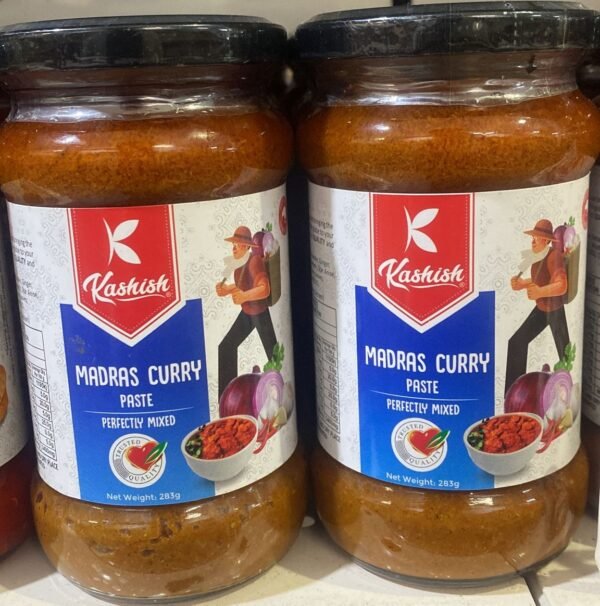 Kashish
MADRAS CURRY
PASTE
PERFECTLY MIXED
TRUSTED
QUALITY
Net Weight: 283g
Kashish
MADRAS CURRY
PASTE
PERFECTLY MIXED
TRUSTED
QUALITY
Net Weight: 283g